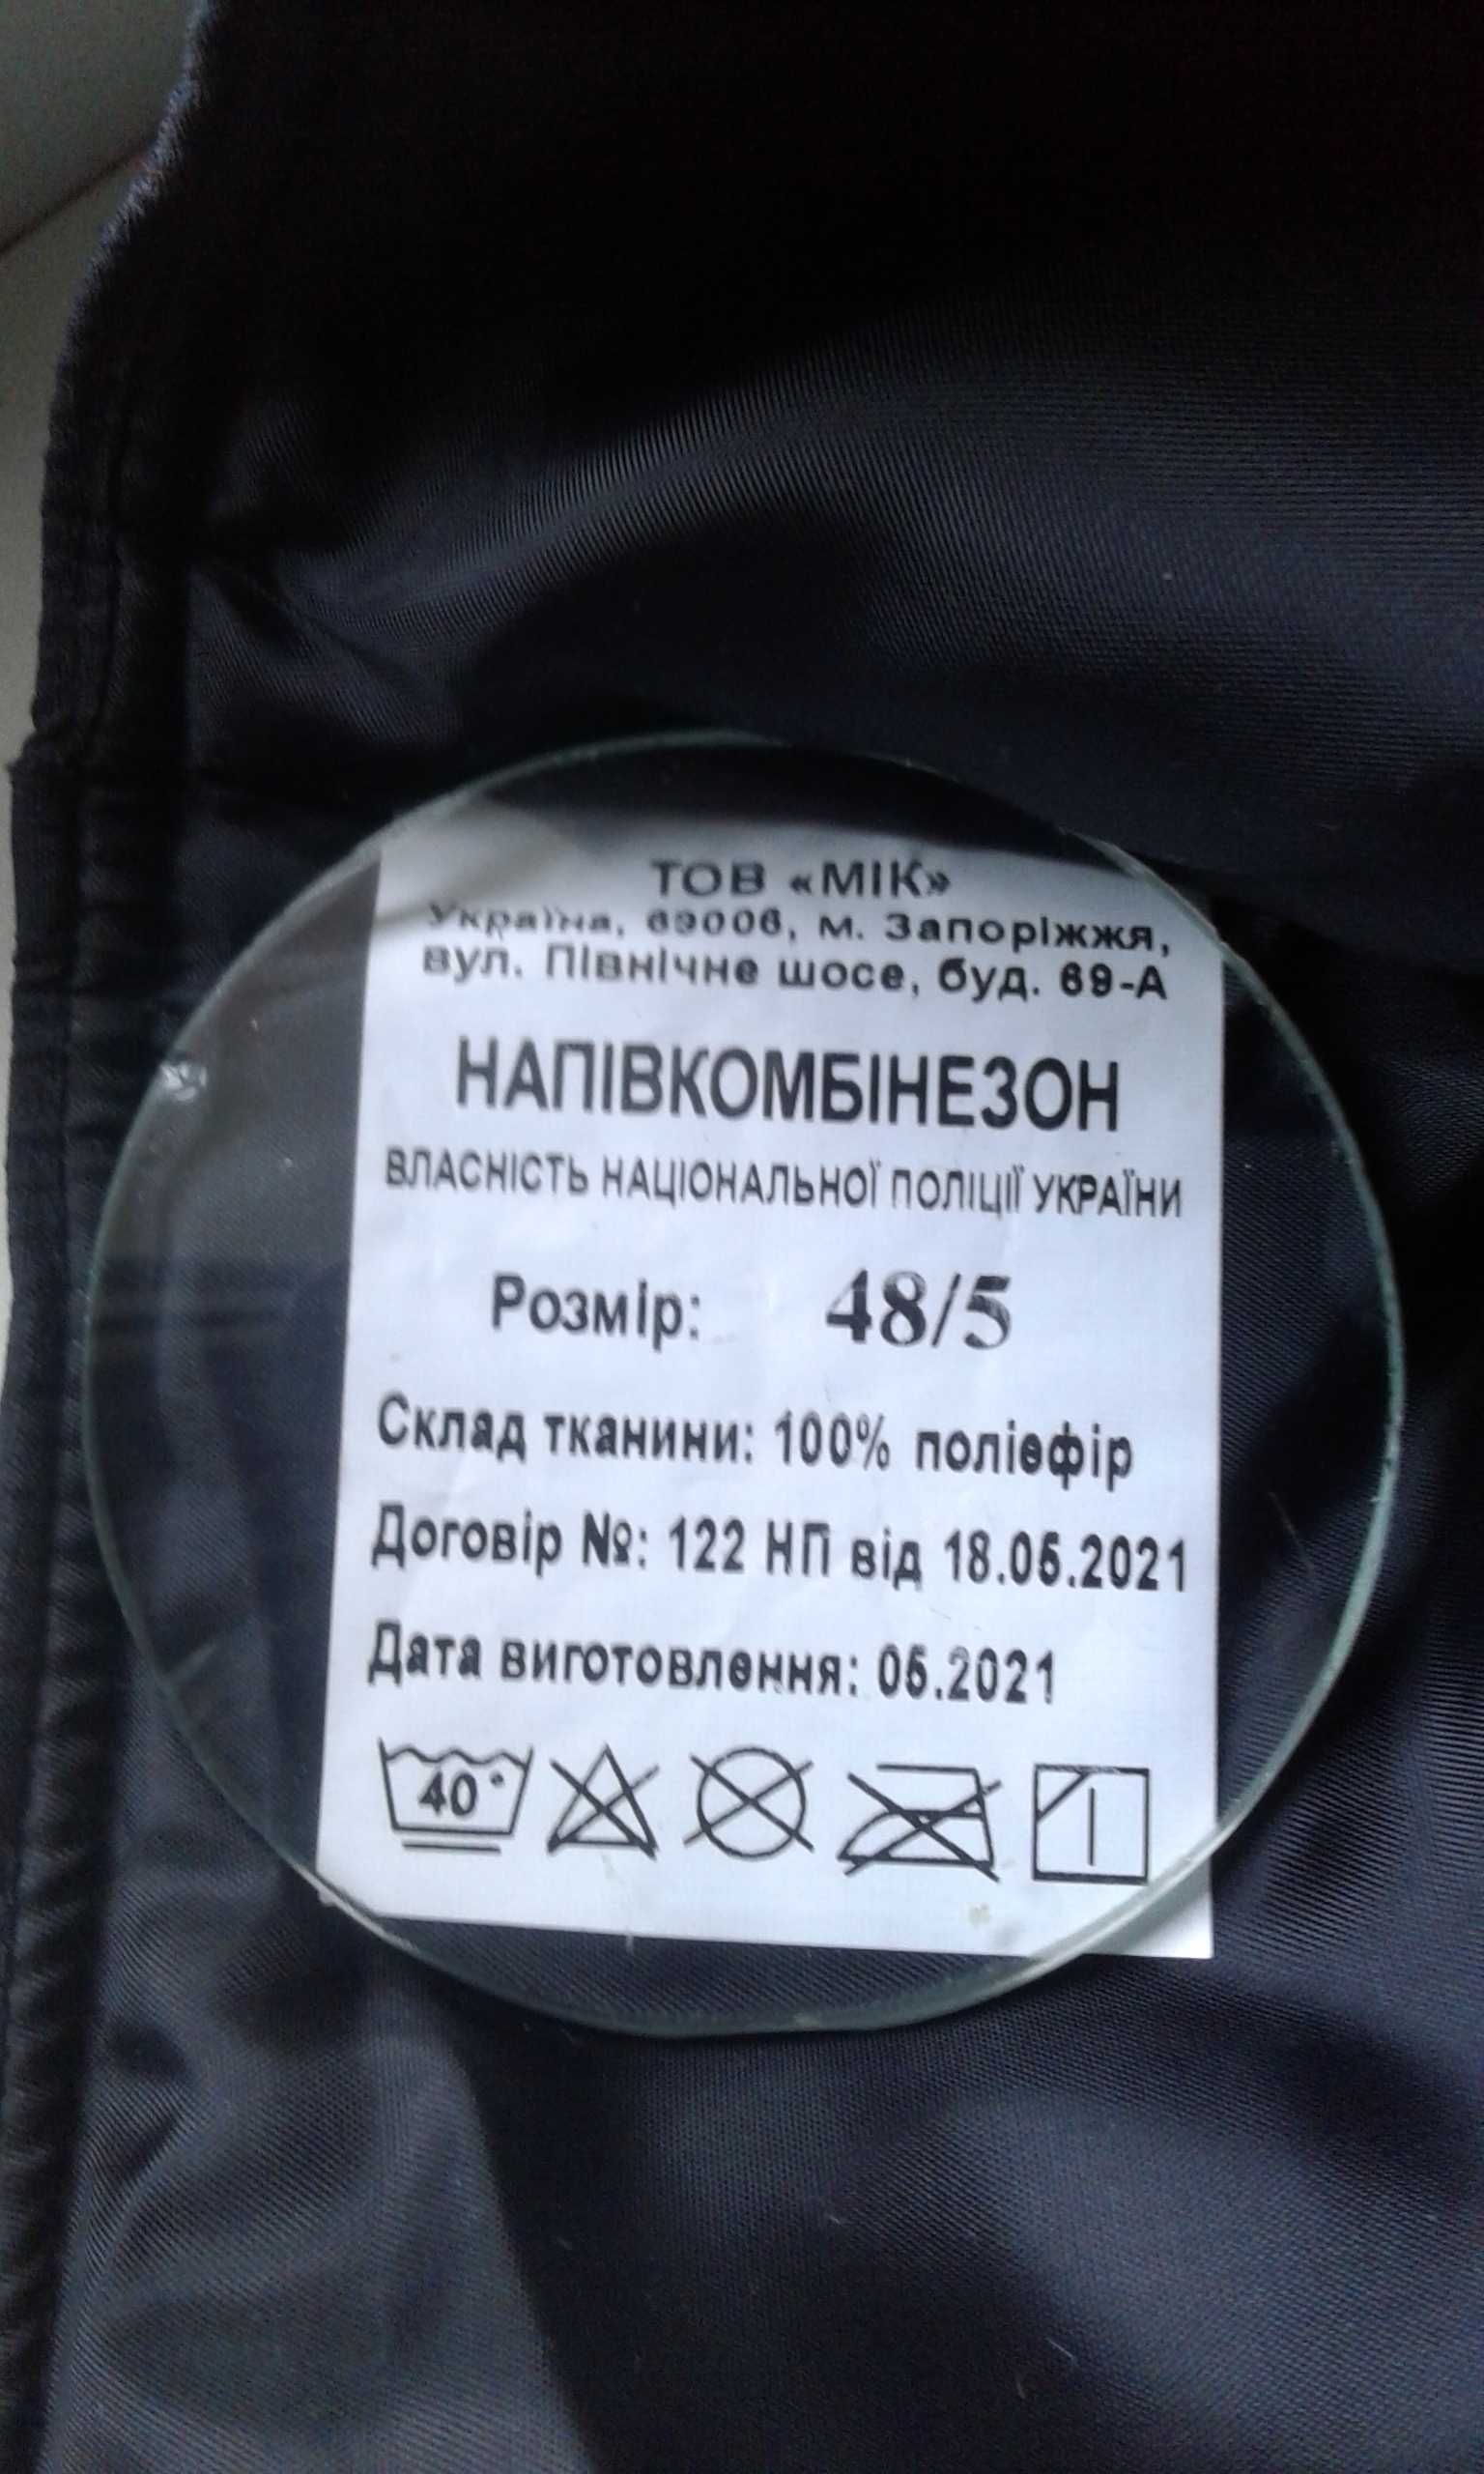 ТОВ «МІК»
Україна, 69006, м. Запоріжжя,
вул. Північне шосе, буд. 69-А
НАПІВКОМБІНЕЗОН
ВЛАСНІСТЬ НАЦІОНАЛЬНОЇ ПОЛІЦІЇ УКРАЇНИ
Розмір: 48/5
Склад тканини: 100% поліефір
Договір №: 122 НП від 18.05.2021
Дата виготовлення: 05.2021
40°